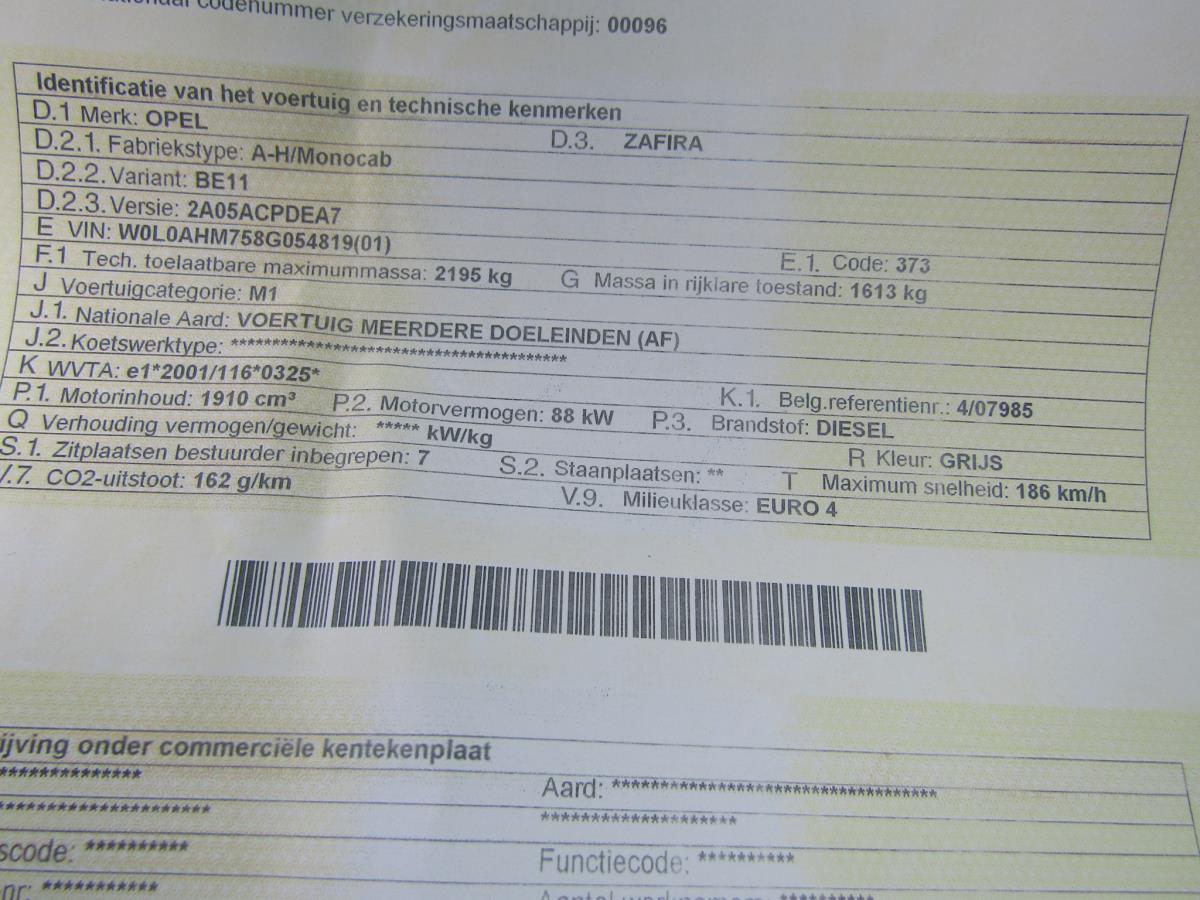 codenummer verzekeringsmaatschappij: 00096
Identificatie van het voertuig en technische kenmerken
D.1 Merk: OPEL D.3. ZAFIRA
D.2.1. Fabriekstype: A-H/Monocab
D.2.2. Variant: BE11
D.2.3. Versie: 2A05ACPDEA7
E VIN: W0L0AHM758G054819(01) E.1. Code: 373
F.1 Tech. toelaatbare maximummassa: 2195 kg G Massa in rijklare toestand: 1613 kg
J Voertuigcategorie: M1
J.1. Nationale Aard: VOERTUIG MEERDERE DOELEINDEN (AF)
J.2. Koetswerktype: ****************************************
K WVTA: e1*2001/116*0325* K.1. Belg.referentienr.: 4/07985
P.1. Motorinhoud: 1910 cm³ P.2. Motorvermogen: 88 kW P.3. Brandstof: DIESEL
Q Verhouding vermogen/gewicht: ***** kW/kg R Kleur: GRIJS
S.1. Zitplaatsen bestuurder inbegrepen: 7 S.2. Staanplaatsen: ** T Maximum snelheid: 186 km/h
V.7. CO2-uitstoot: 162 g/km V.9. Milieuklasse: EURO 4
ijving onder commerciële kentekenplaat
*************** Aard: ************************************
*********************** *********************
scode: ********** Functiecode: **********
nr: ***********